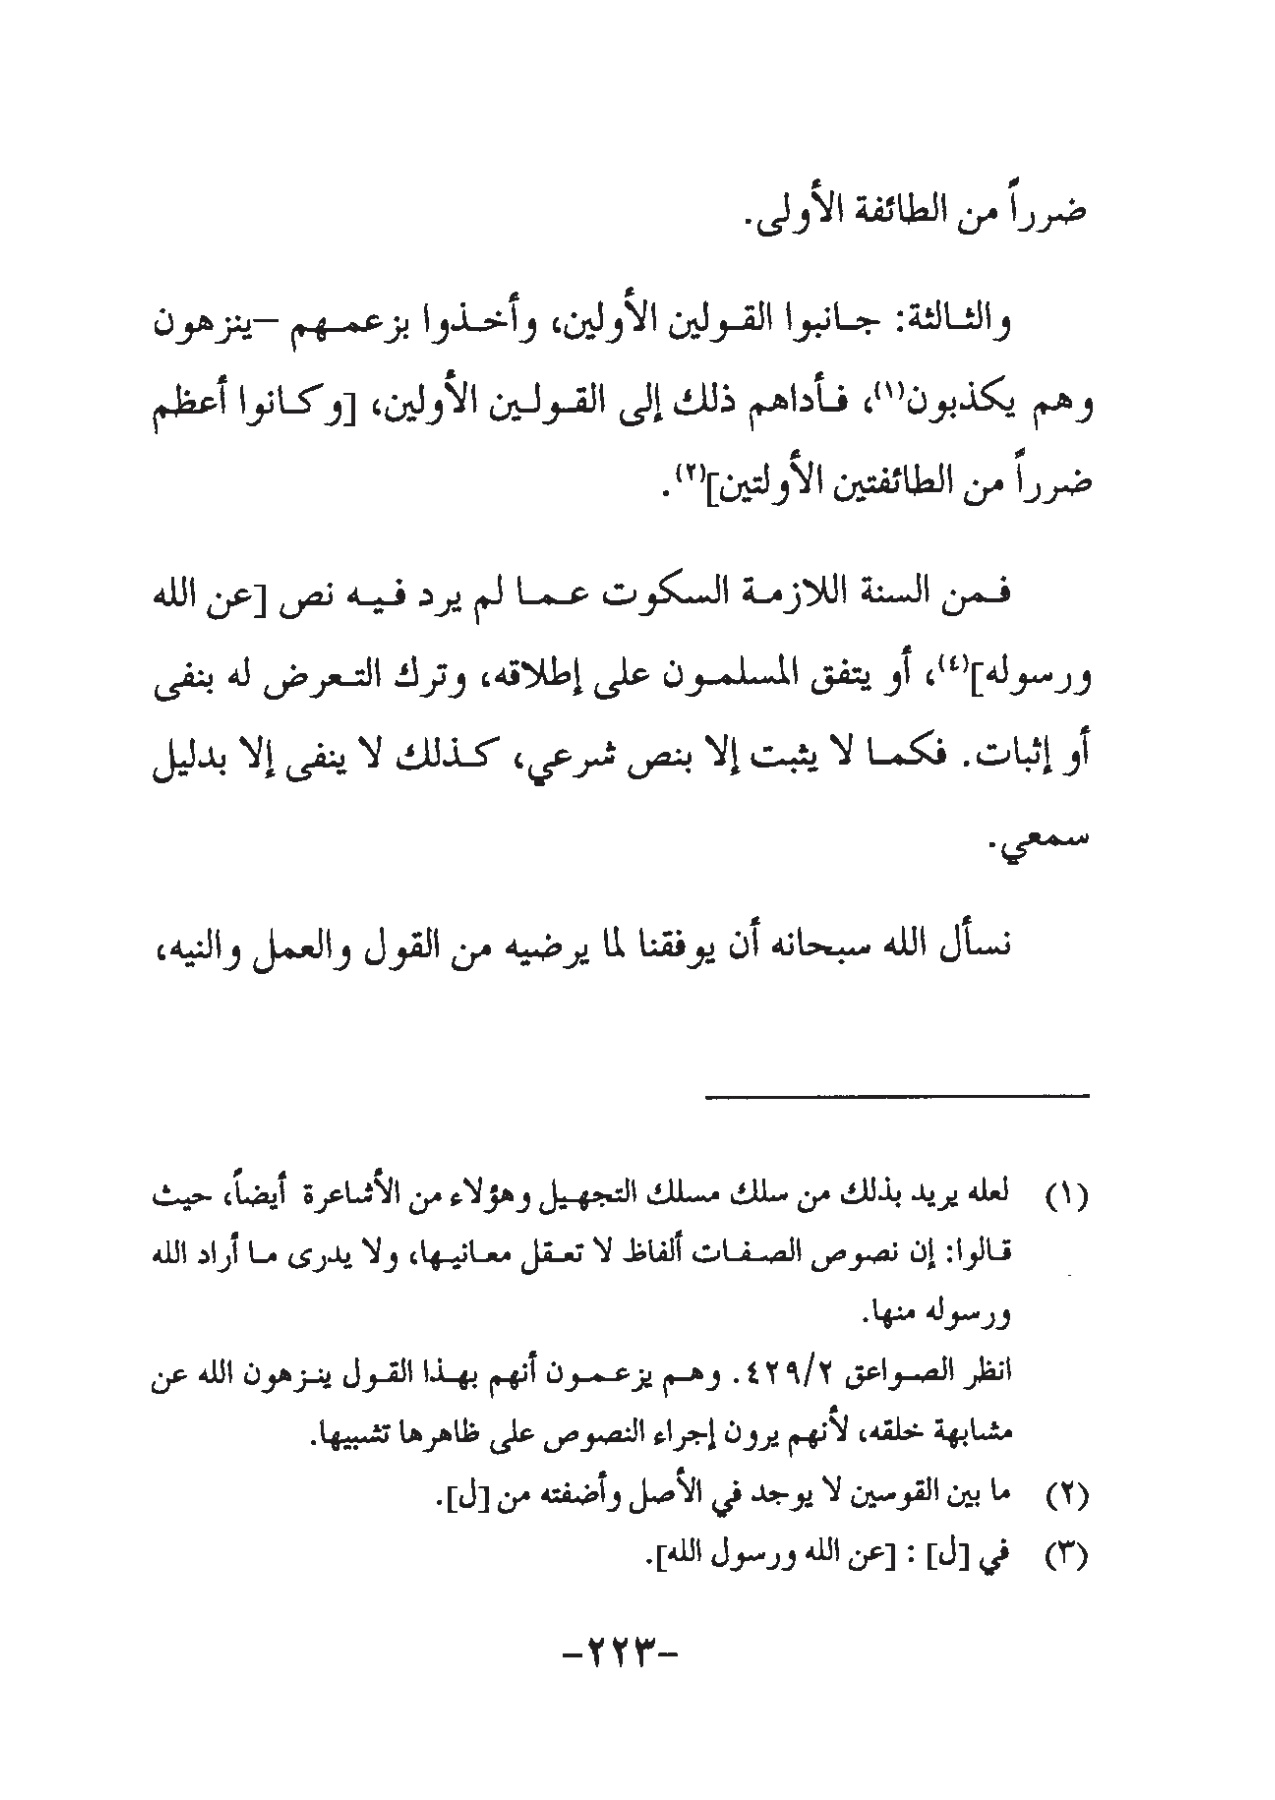 ضرراً من الطائفة الأولى.
والثالثة: جانبوا القولين الأولين، وأخذوا بزعمهم –ينزهون
وهم يكذبون(١)، فأداهم ذلك إلى القولين الأولين، [وكانوا أعظم
ضرراً من الطائفتين الأولتين](٢).
فمن السنة اللازمة السكوت عما لم يرد فيه نص [عن الله
ورسوله](٤)، أو يتفق المسلمون على إطلاقه، وترك التعرض له بنفى
أو إثبات. فكما لا يثبت إلا بنص شرعي، كذلك لا ينفى إلا بدليل
سمعي.
نسأل الله سبحانه أن يوفقنا لما يرضيه من القول والعمل والنيه،
(١) لعله يريد بذلك من سلك مسلك التجهيل وهؤلاء من الأشاعرة أيضاً، حيث
قالوا: إن نصوص الصفات ألفاظ لا تعقل معانيها، ولا يدرى ما أراد الله
ورسوله منها.
انظر الصواعق ٤٢٩/٢. وهم يزعمون أنهم بهذا القول ينزهون الله عن
مشابهة خلقه، لأنهم يرون إجراء النصوص على ظاهرها تشبيها.
(٢) ما بين القوسين لا يوجد في الأصل وأضفته من [ل].
(٣) في [ل] : [عن الله ورسول الله].
-٢٢٣-